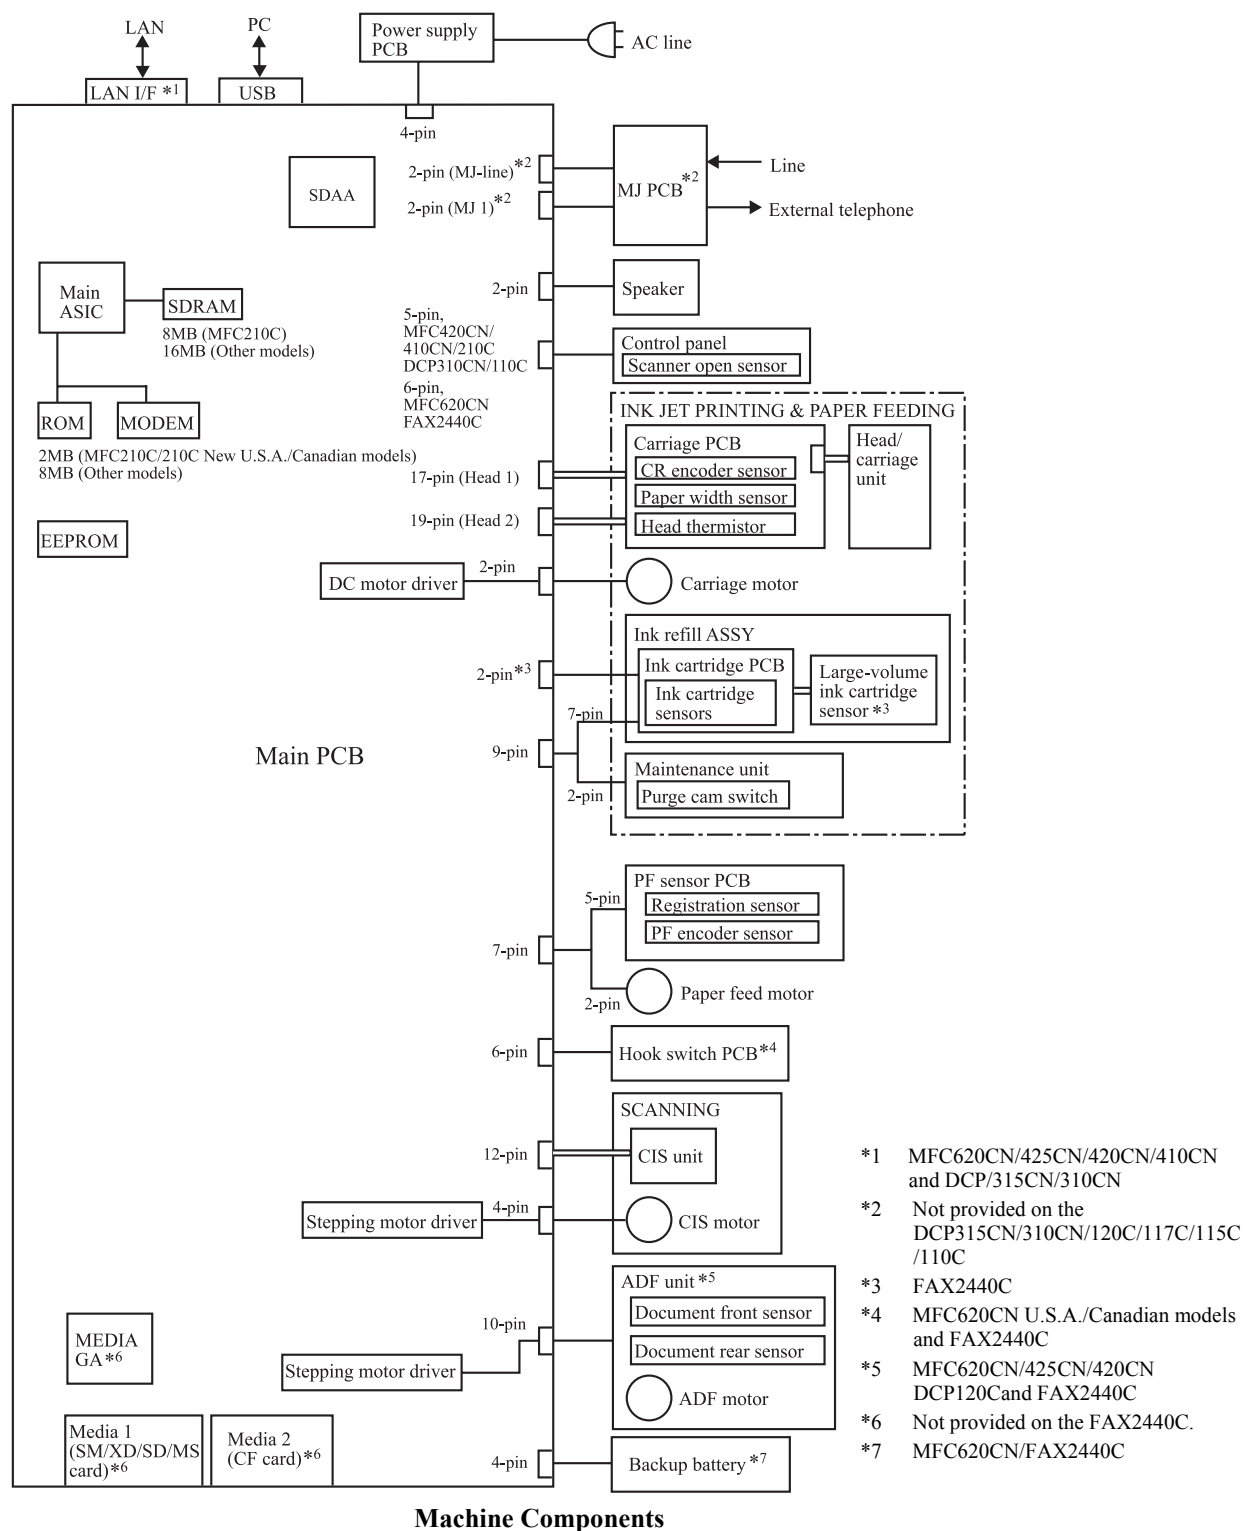 LAN
PC
Power supply
PCB
AC line
LAN I/F *1
USB
4-pin
SDAA
2-pin (MJ-line)*2
2-pin (MJ 1)*2
MJ PCB*2
Line
External telephone
Main
ASIC
SDRAM
8MB (MFC210C)
16MB (Other models)
2-pin
Speaker
5-pin,
MFC420CN/
410CN/210C
DCP310CN/110C
6-pin,
MFC620CN
FAX2440C
Control panel
Scanner open sensor
ROM
MODEM
2MB (MFC210C/210C New U.S.A./Canadian models)
8MB (Other models)
INK JET PRINTING & PAPER FEEDING
Carriage PCB
CR encoder sensor
Paper width sensor
Head thermistor
Head/
carriage
unit
17-pin (Head 1)
19-pin (Head 2)
EEPROM
DC motor driver
2-pin
Carriage motor
Ink refill ASSY
Ink cartridge PCB
Ink cartridge
sensors
Large-volume
ink cartridge
sensor *3
2-pin*3
7-pin
Main PCB
9-pin
2-pin
Maintenance unit
Purge cam switch
PF sensor PCB
5-pin
Registration sensor
PF encoder sensor
7-pin
2-pin
Paper feed motor
6-pin
Hook switch PCB*4
SCANNING
12-pin
CIS unit
Stepping motor driver
4-pin
CIS motor
ADF unit *5
Document front sensor
Document rear sensor
ADF motor
10-pin
Stepping motor driver
MEDIA
GA*6
Media 1
(SM/XD/SD/MS
card)*6
Media 2
(CF card)*6
4-pin
Backup battery *7
*1 MFC620CN/425CN/420CN/410CN
and DCP/315CN/310CN
*2 Not provided on the
DCP315CN/310CN/120C/117C/115C
/110C
*3 FAX2440C
*4 MFC620CN U.S.A./Canadian models
and FAX2440C
*5 MFC620CN/425CN/420CN
DCP120Cand FAX2440C
*6 Not provided on the FAX2440C.
*7 MFC620CN/FAX2440C
Machine Components